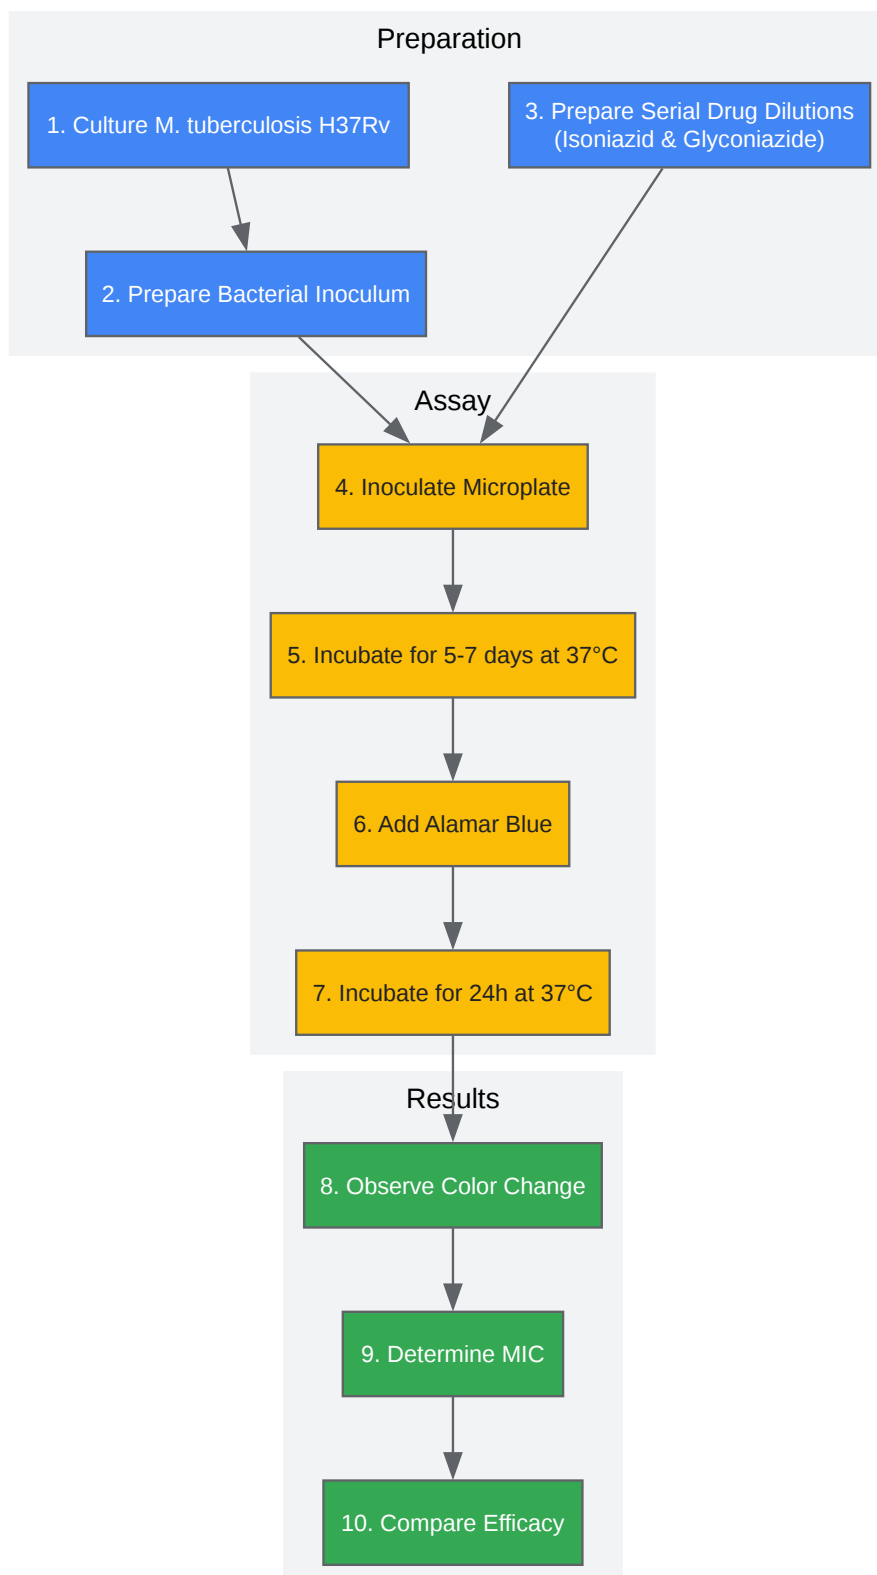 Preparation
1. Culture M. tuberculosis H37Rv
3. Prepare Serial Drug Dilutions
(Isoniazid & Glyconiazide)
2. Prepare Bacterial Inoculum
Assay
4. Inoculate Microplate
5. Incubate for 5-7 days at 37°C
6. Add Alamar Blue
7. Incubate for 24h at 37°C
Results
8. Observe Color Change
9. Determine MIC
10. Compare Efficacy